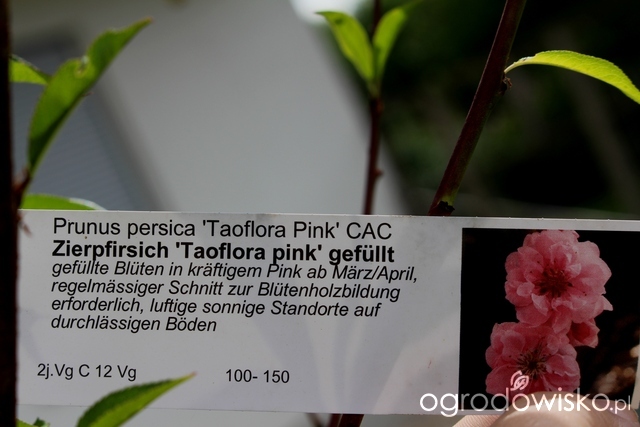 Prunus persica 'Taoflora Pink' CAC
Zierpfirsich 'Taoflora pink' gefüllt
gefüllte Blüten in kräftigem Pink ab März/April,
regelmässiger Schnitt zur Blütenholzbildung
erforderlich, luftige sonnige Standorte auf
durchlässigen Böden
2j.Vg C 12 Vg 100- 150
ogrodowisko.pl